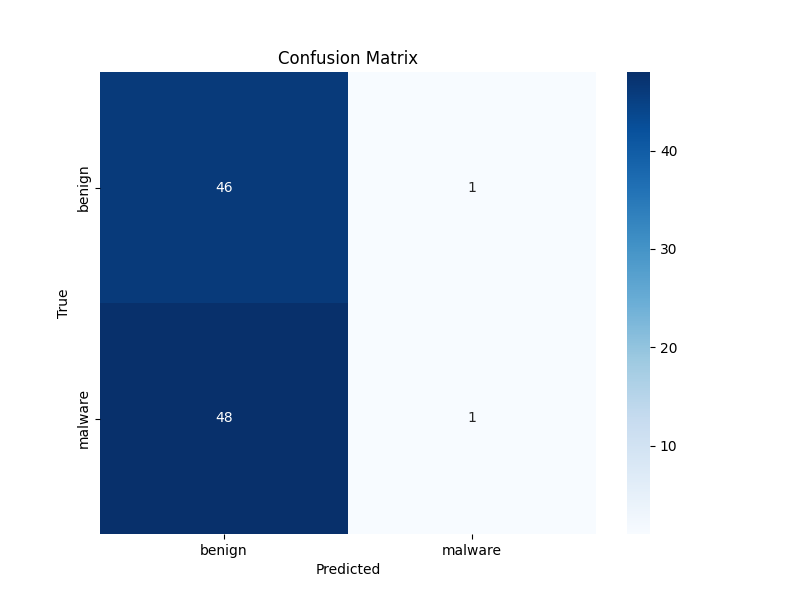 Confusion Matrix
benign
46
1
True
malware
48
1
benign
malware
Predicted
40
30
20
10